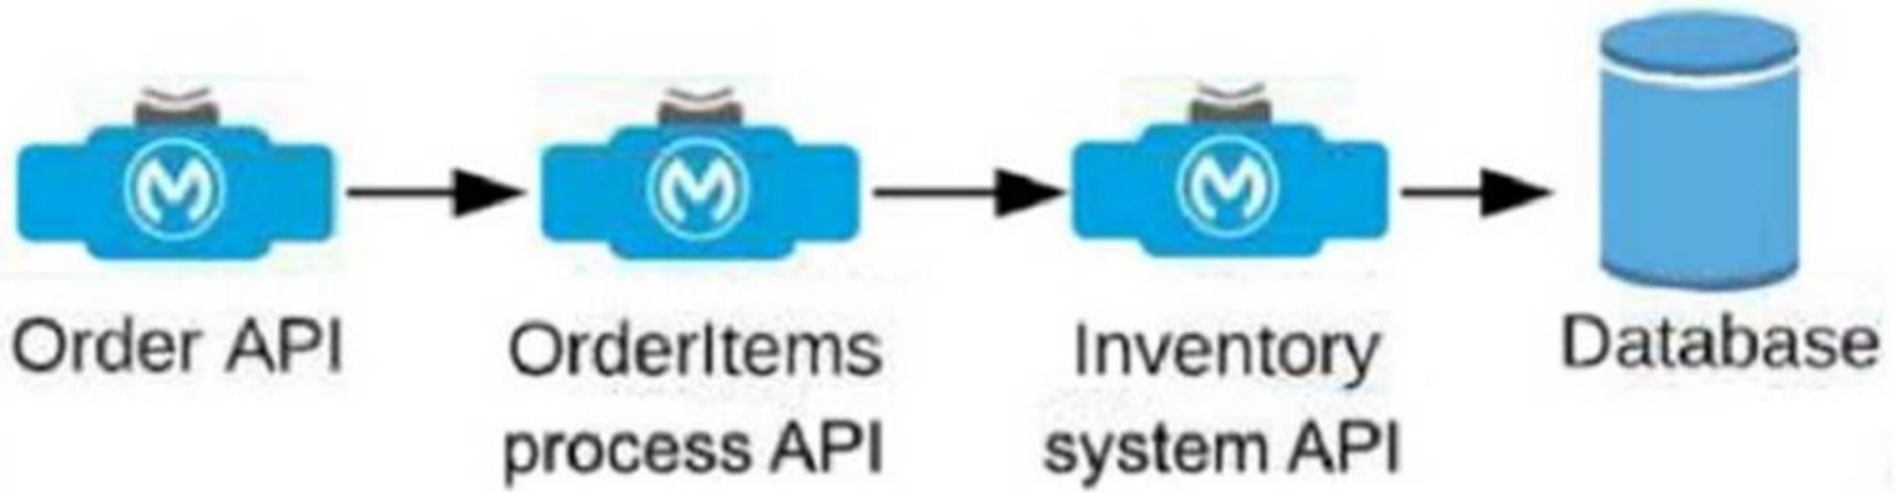 Order API
OrderItems
process API
Inventory
system API
Database